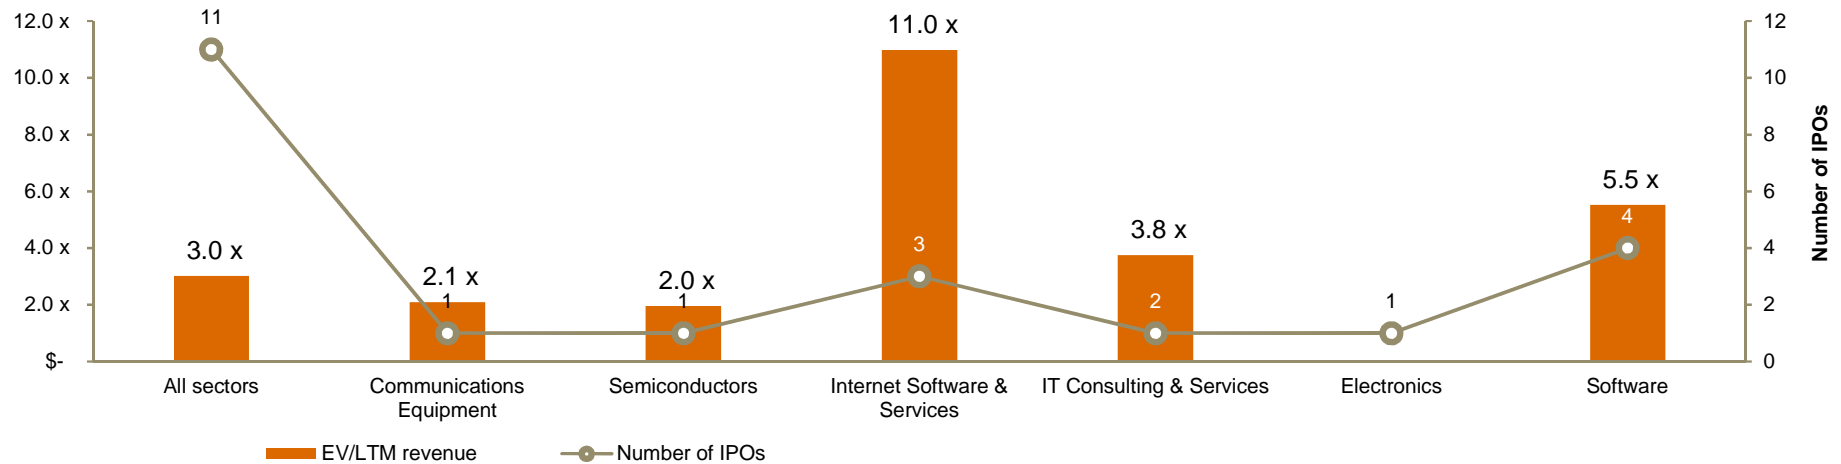 12.0 x
10.0 x
8.0 x
6.0 x
4.0 x
2.0 x
$-
11
3.0 x
2.1 x
1
2.0 x
1
11.0 x
3
3.8 x
2
1
5.5 x
4
12
10
8
6
4
2
0
Number of IPOs
All sectors
Communications
Equipment
Semiconductors
Internet Software &
Services
IT Consulting & Services
Electronics
Software
EV/LTM revenue
Number of IPOs